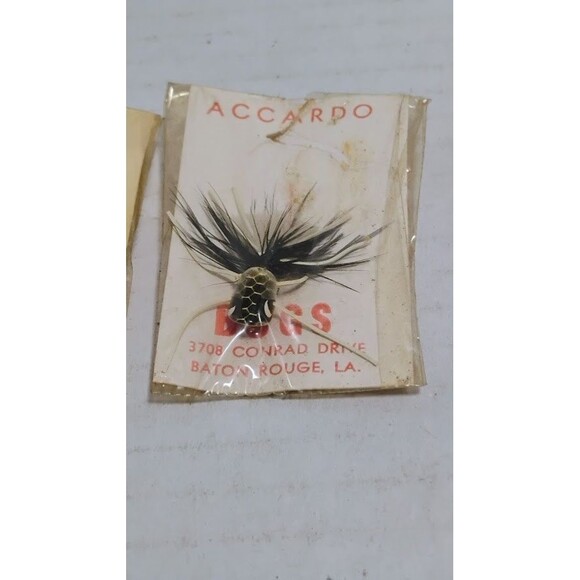 ACCARDO
BUGS
3708 CONRAD DRIVE
BATON ROUGE, LA.